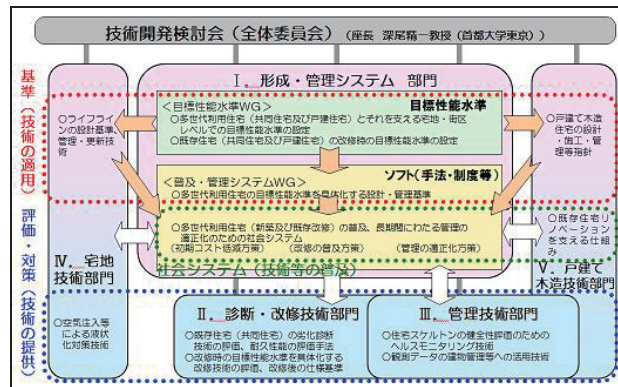 技術開発検討会（全体委員会）（座長 深尾精一教授（首都大学東京））
基準（技術の適用）
評価・対策（技術の提供）
Ⅰ．形成・管理システム 部門
＜目標性能水準WG＞
目標性能水準
○多世代利用住宅（共同住宅及び戸建住宅）とそれを支える宅地・街区
レベルでの目標性能水準の設定
○既存住宅（共同住宅及び戸建住宅）の改修時の目標性能水準の設定
ソフト（手法・制度等）
＜普及・管理システムWG＞
○多世代利用住宅の目標性能水準を具体化する設計・管理基準
○多世代利用住宅（新築及び既存改修）の普及、長期間にわたる管理の
適正化のための社会システム
（初期コスト低減方策） （改修の普及方策） （管理の適正化方策）
社会システム（技術等の普及）
○ライフライ
ンの設計基準、
管理・更新技
術
Ⅳ．宅地
技術部門
○空気注入等
による液状
化対策技術
○戸建て木造
住宅の設計
・施工・管
理等指針
○既存住宅リ
ノベーション
を支える仕組
み
Ⅴ．戸建て
木造技術部門
Ⅱ．診断・改修技術部門
○既存住宅（共同住宅）の劣化診断
技術の評価、耐久性能の評価手法
○改修時の目標性能水準を具体化する
改修技術の評価、改修後の仕様基準
Ⅲ．管理技術部門
○住宅スケルトンの健全性評価のための
ヘルスモニタリング技術
○観測データの建物管理等への活用技術